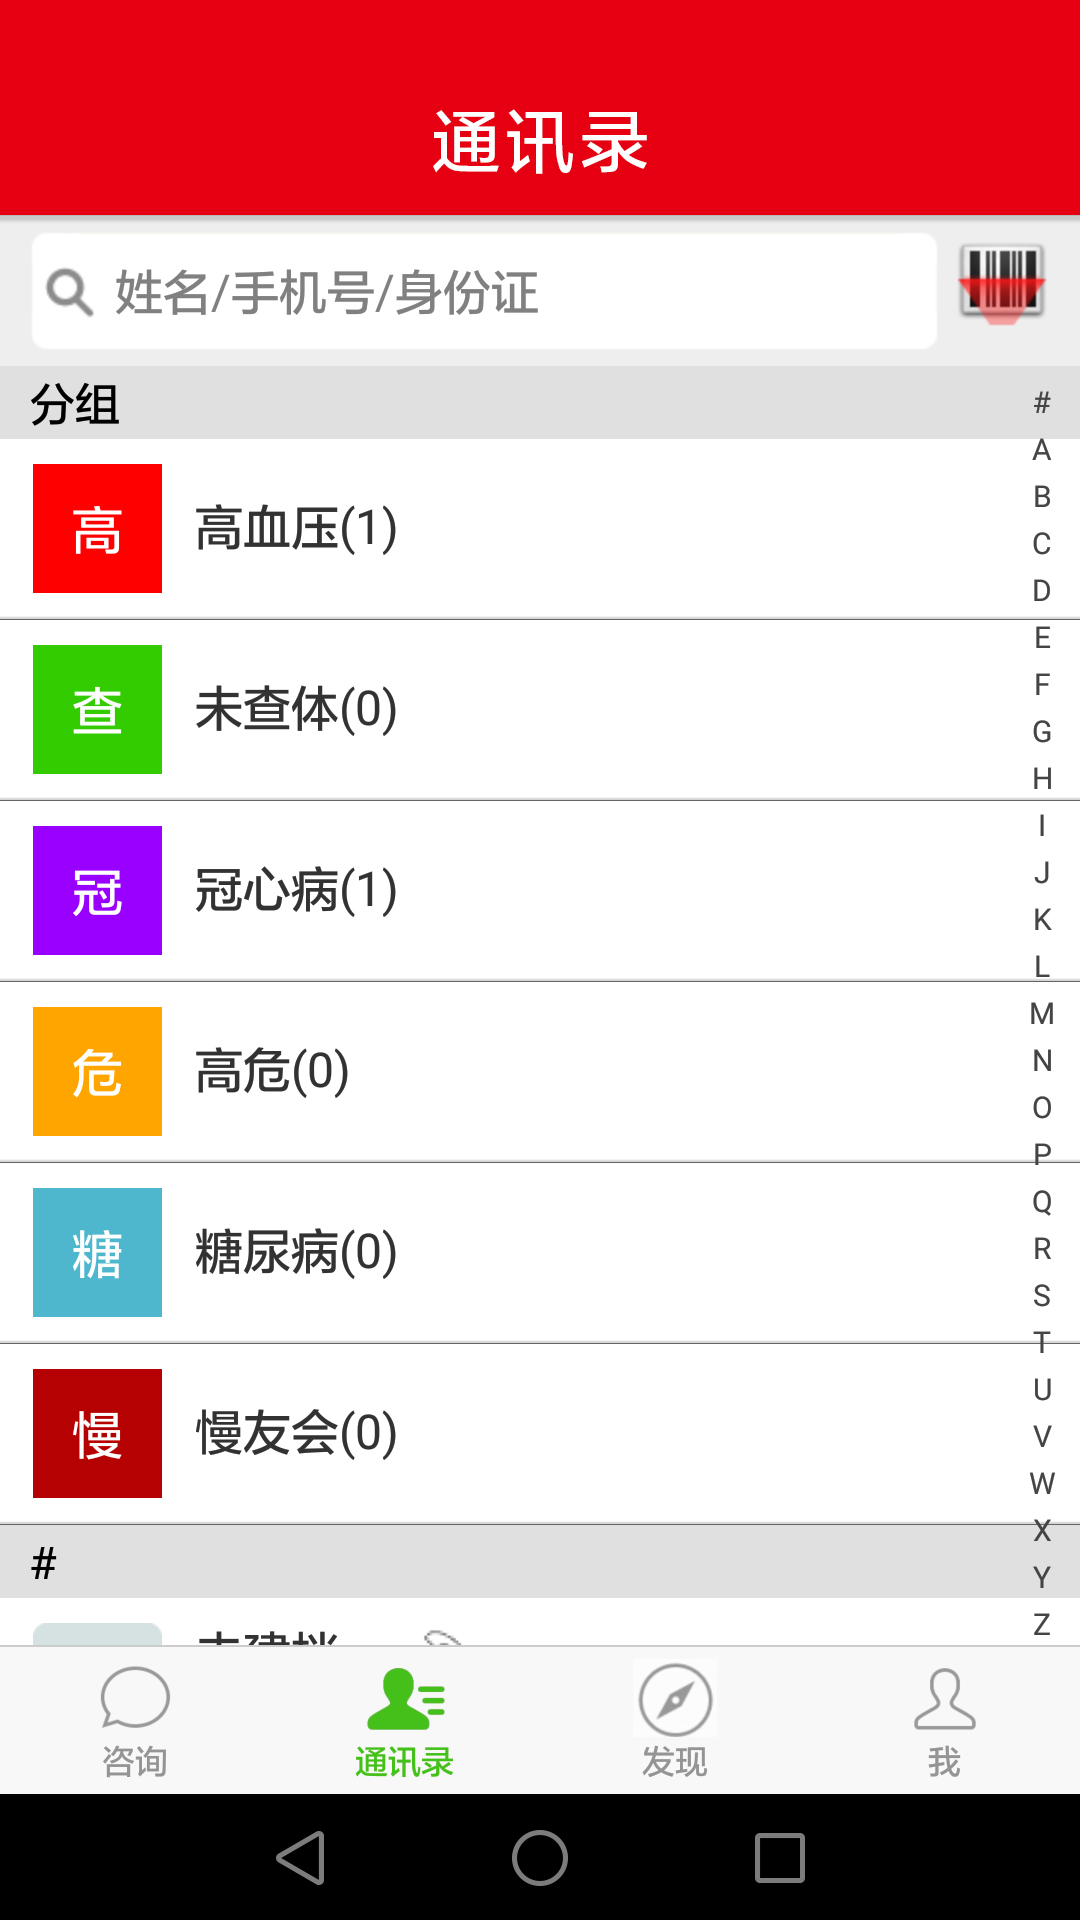 通讯录
姓名/手机号/身份证
分组
高 高血压(1)
查 未查体(0)
冠 冠心病(1)
危 高危(0)
糖 糖尿病(0)
慢 慢友会(0)
#
#
A
B
C
D
E
F
G
H
I
J
K
L
M
N
O
P
Q
R
S
T
U
V
W
X
Y
Z
咨询 通讯录 发现 我